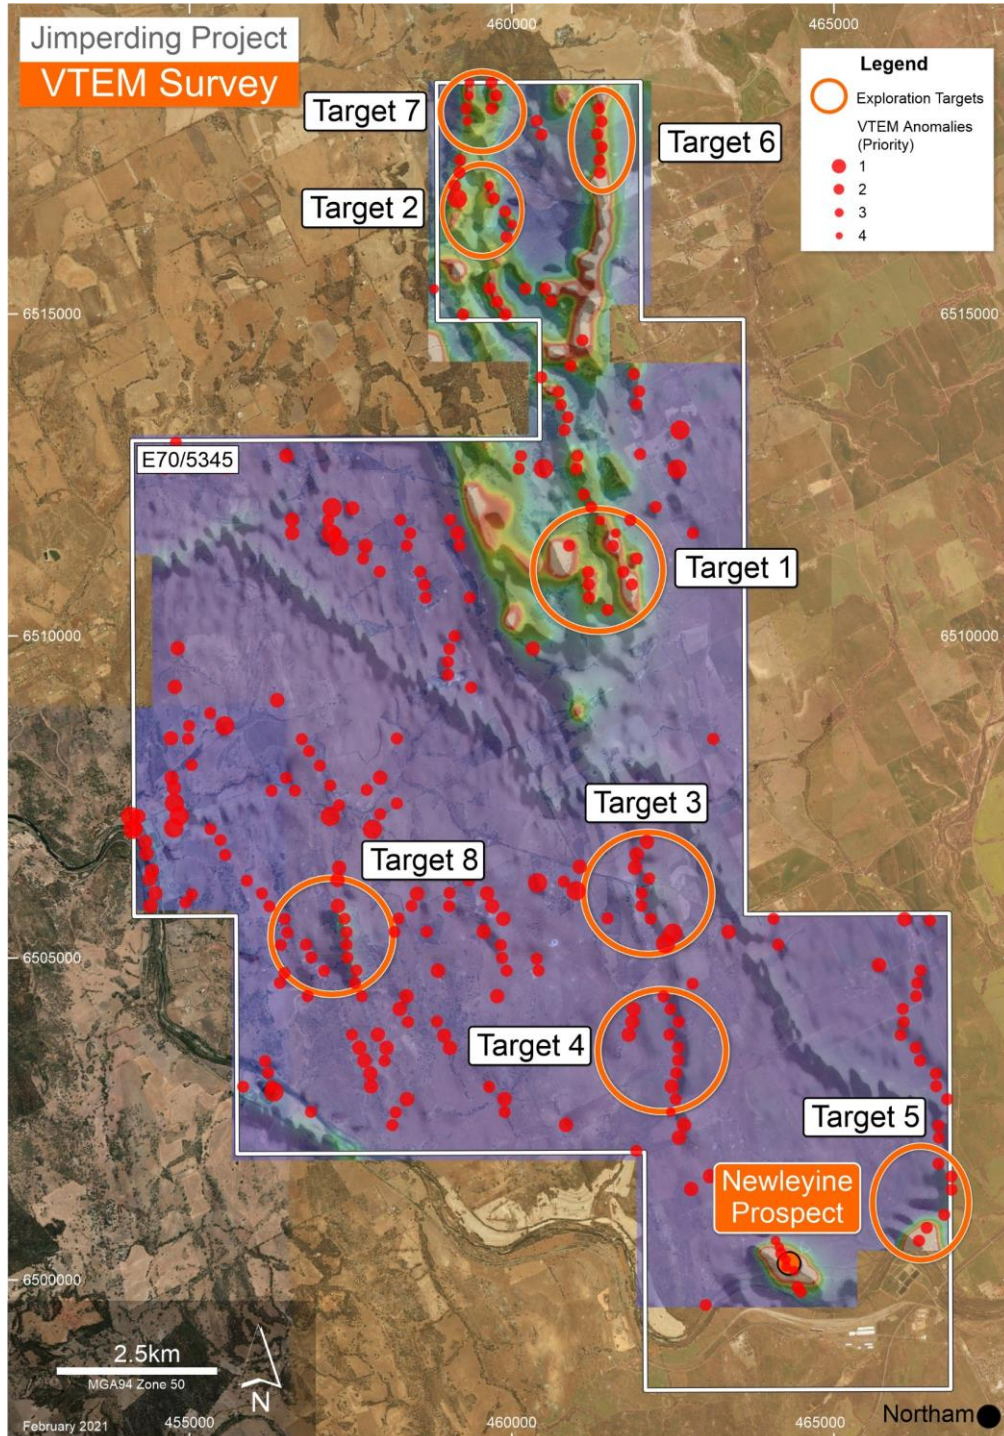 Jimperding Project
VTEM Survey
460000
465000
Legend
Exploration Targets
VTEM Anomalies
(Priority)
1
2
3
4
Target 7
Target 6
Target 2
6515000
6515000
E70/5345
Target 1
6510000
6510000
Target 3
Target 8
6505000
6505000
Target 4
Target 5
Newleyine
Prospect
6500000
6500000
2.5km
MGA94 Zone 50
N
February 2021
455000
460000
465000
Northam